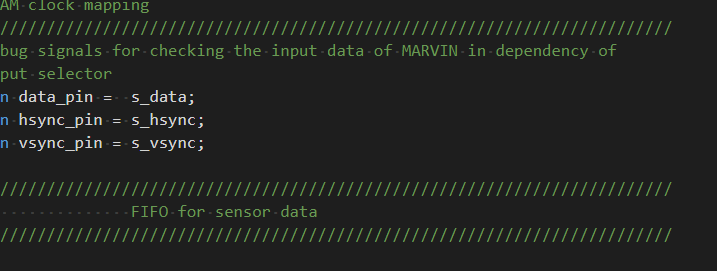 AM clock mapping
////////////////////////////////////////////////////////////////////////
bug signals for checking the input data of MARVIN in dependency of
put selector
n data_pin =  s_data;
n hsync_pin = s_hsync;
n vsync_pin = s_vsync;
////////////////////////////////////////////////////////////////////////
FIFO for sensor data
////////////////////////////////////////////////////////////////////////